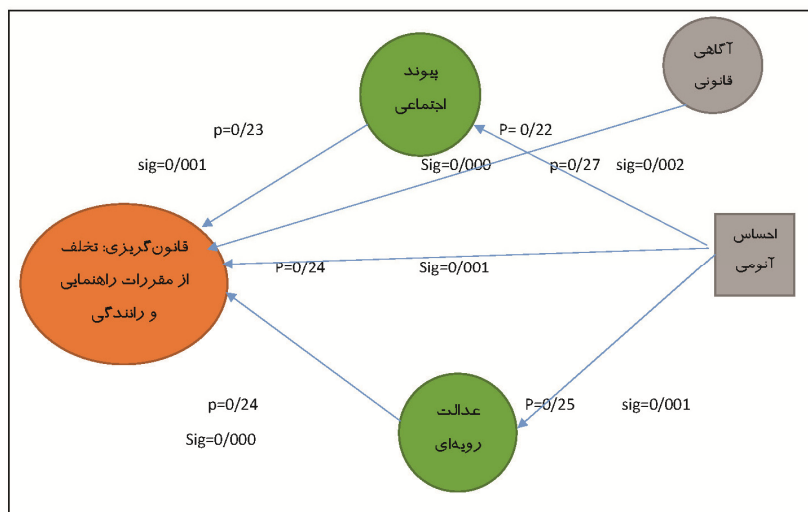 آگاهی
قانونی
پیوند
اجتماعی
p=0/23
P= 0/22
sig=0/001
Sig=0/000
p=0/27
sig=0/002
احساس
آنومی
قانون‌گریزی: تخلف
از مقررات راهنمایی
و رانندگی
P=0/24
Sig=0/001
p=0/24
Sig=0/000
عدالت
رویه‌ای
P=0/25
sig=0/001